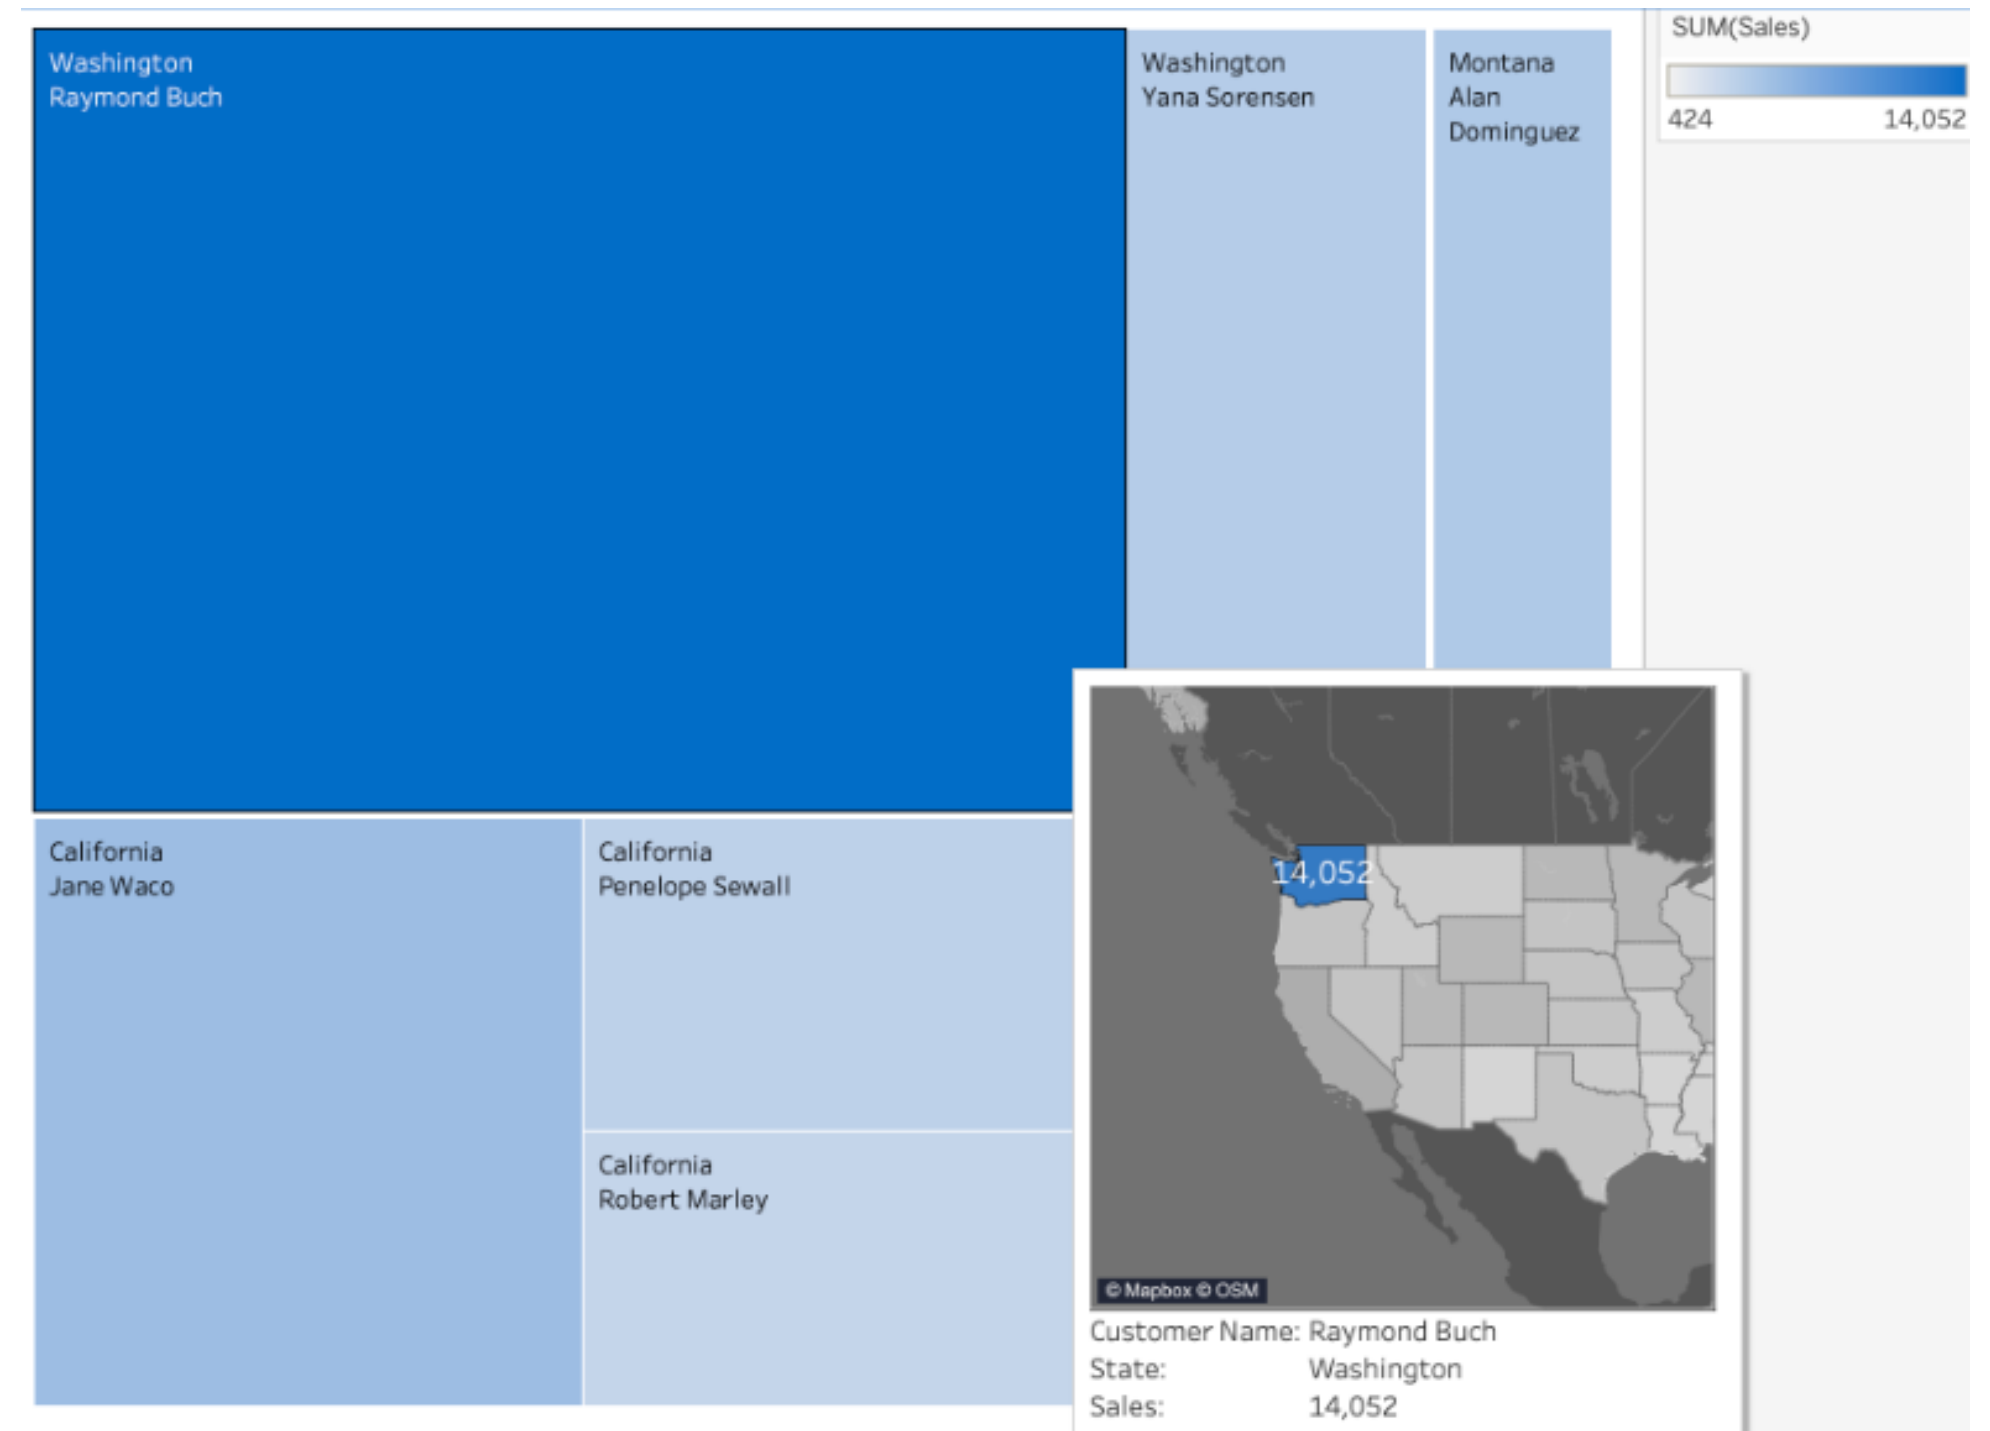 Washington
Raymond Buch
Washington
Yana Sorensen
Montana
Alan
Dominguez
SUM(Sales)
424 14,052
California
Jane Waco
California
Penelope Sewall
California
Robert Marley
14,052
© Mapbox © OSM
Customer Name: Raymond Buch
State: Washington
Sales: 14,052